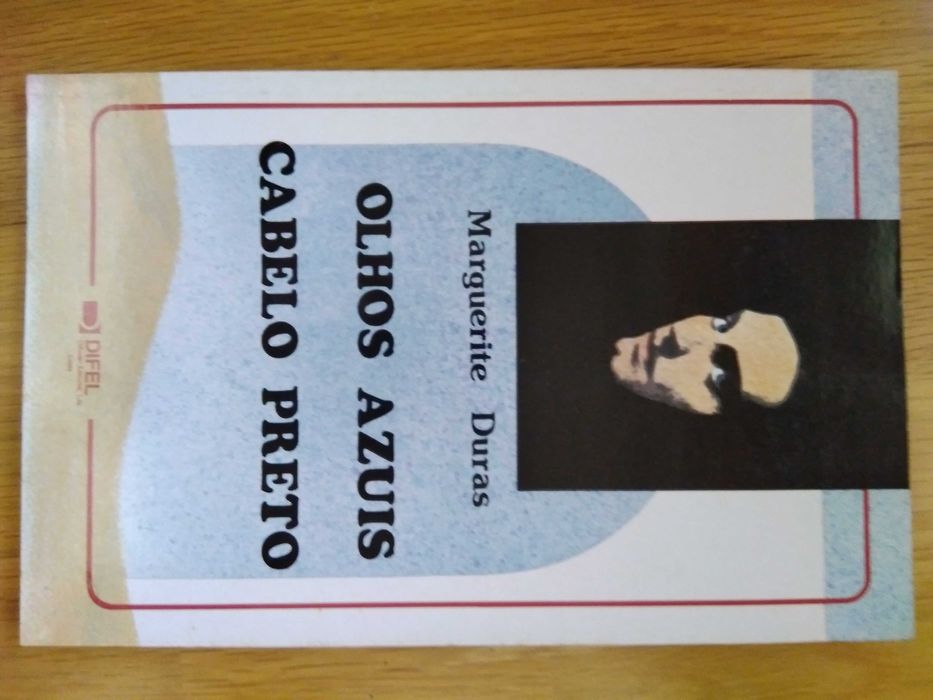 Marguerite Duras
OLHOS AZUIS
CABELO PRETO
DIFEL